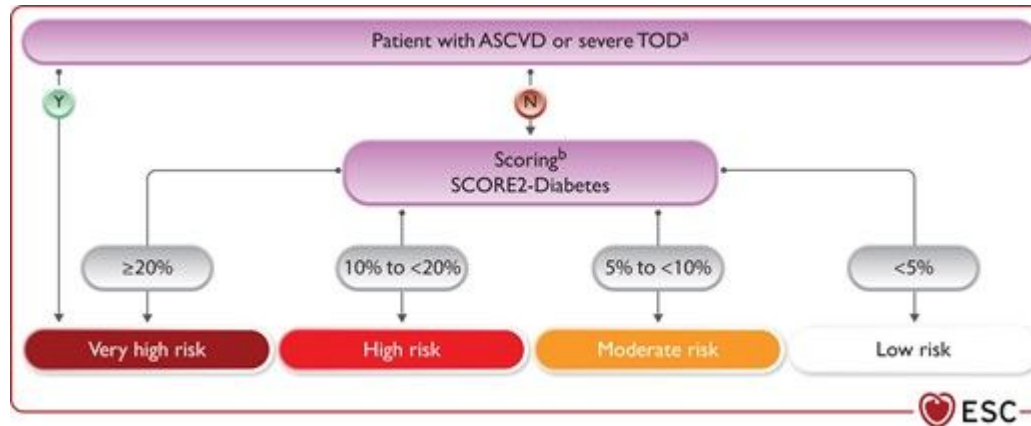 Patient with ASCVD or severe TODᵃ
Y
N
Scoringᵇ
SCORE2-Diabetes
≥20%
10% to <20%
5% to <10%
<5%
Very high risk
High risk
Moderate risk
Low risk
ESC